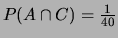 P(A ∩ C) = 1/40